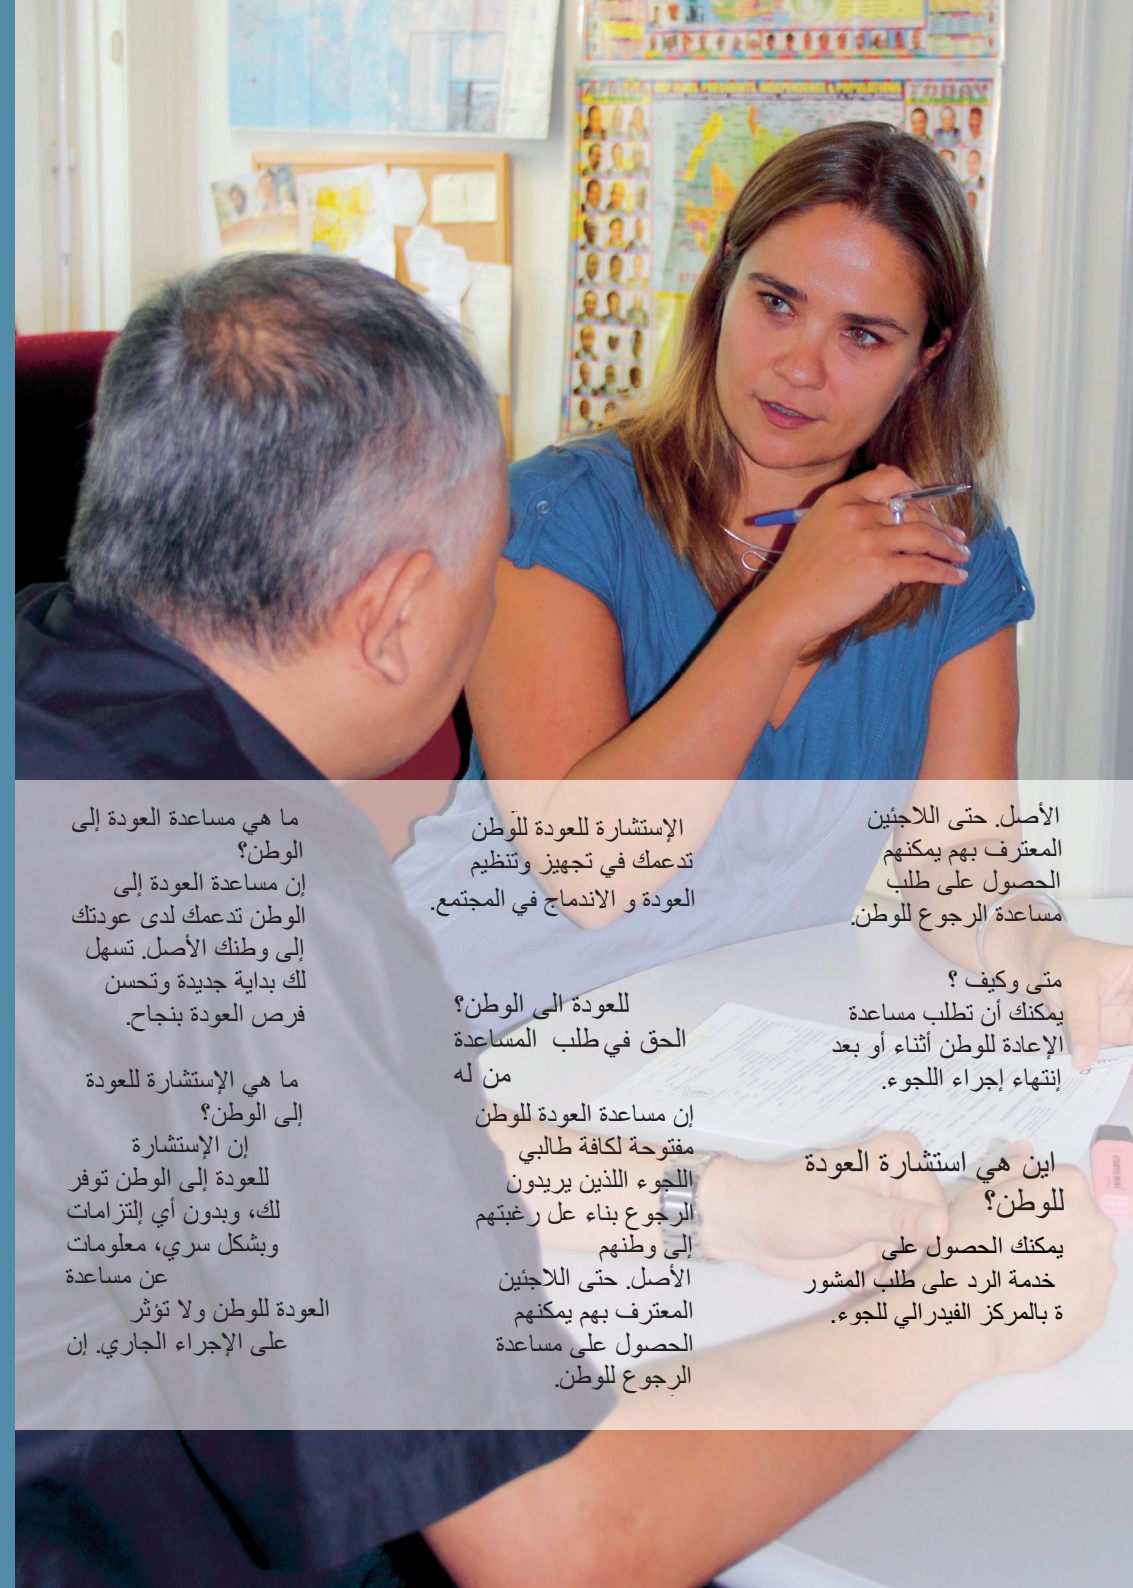 PRESIDENTS, INDEPENDENCE & POPULATIONS
TODAY
ما هي مساعدة العودة إلى
الوطن؟
إن مساعدة العودة إلى
الوطن تدعمك لدى عودتك
إلى وطنك الأصل. تسهل
لك بداية جديدة وتحسن
فرص العودة بنجاح.
ما هي الإستشارة للعودة
إلى الوطن؟
إن الإستشارة
للعودة إلى الوطن توفر
لك، وبدون أي إلتزامات
وبشكل سري، معلومات
عن مساعدة
العودة للوطن ولا تؤثر
على الإجراء الجاري. إن
الإستشارة للعودة للوطن
تدعمك في تجهيز وتنظيم
العودة و الاندماج في المجتمع.
للعودة الى الوطن؟
الحق في طلب المساعدة
من له
إن مساعدة العودة للوطن
مفتوحة لكافة طالبي
اللجوء اللذين يريدون
الرجوع بناء عل رغبتهم
إلى وطنهم
الأصل. حتى اللاجئين
المعترف بهم يمكنهم
الحصول على مساعدة
الرجوع للوطن.
الأصل. حتى اللاجئين
المعترف بهم يمكنهم
الحصول على طلب
مساعدة الرجوع للوطن.
متى وكيف ؟
يمكنك أن تطلب مساعدة
الإعادة للوطن أثناء أو بعد
إنتهاء إجراء اللجوء.
اين هي استشارة العودة
للوطن؟
يمكنك الحصول على
خدمة الرد على طلب المشور
ة بالمركز الفيدرالي للجوء.